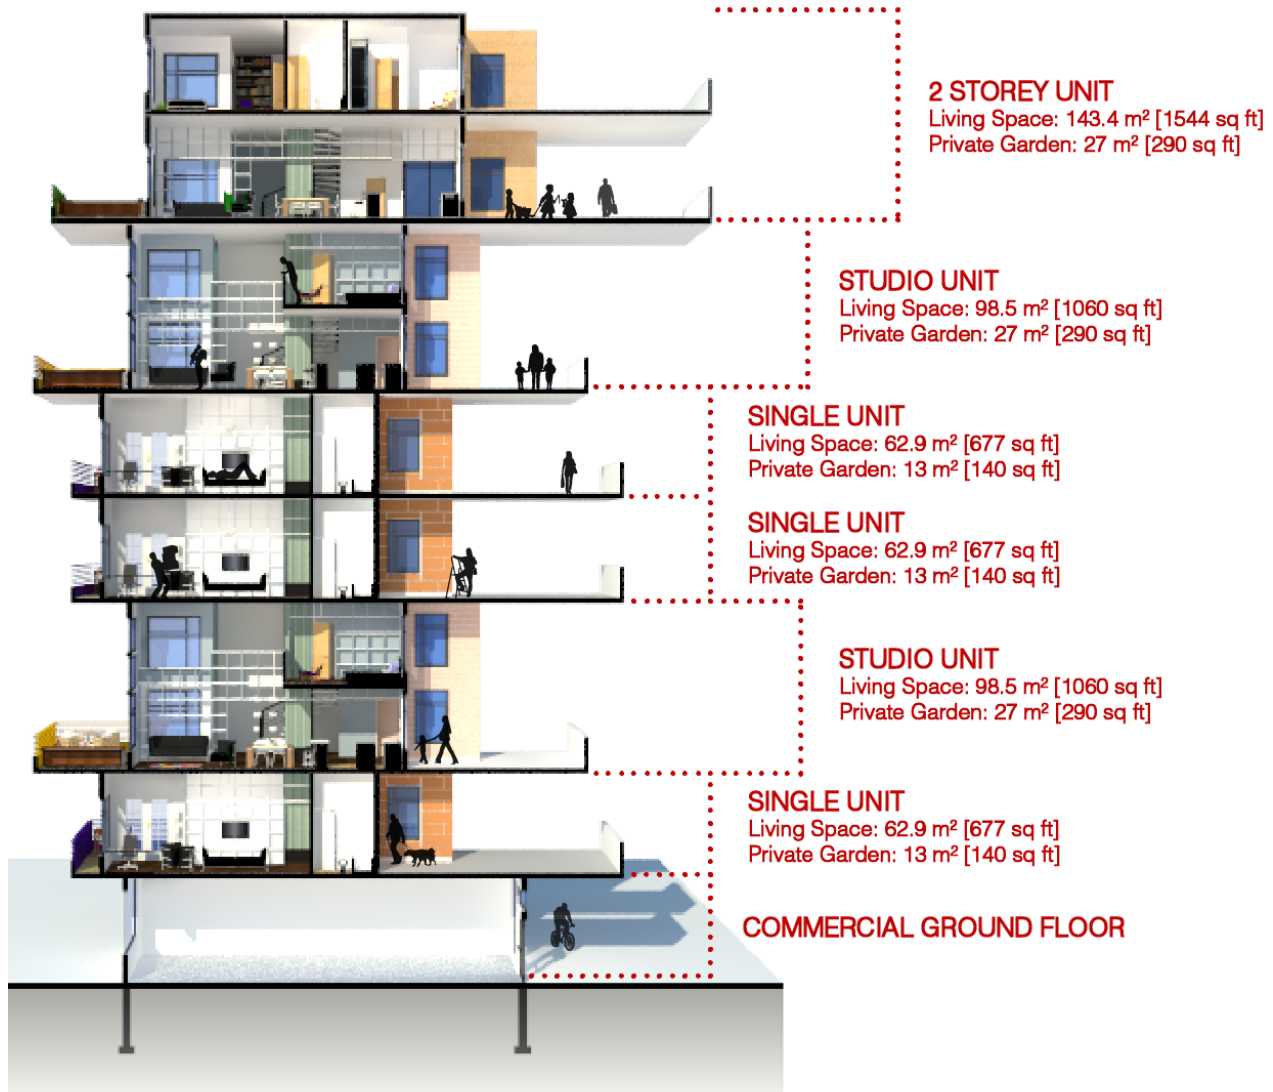 2 STOREY UNIT
Living Space: 143.4 m² [1544 sq ft]
Private Garden: 27 m² [290 sq ft]
STUDIO UNIT
Living Space: 98.5 m² [1060 sq ft]
Private Garden: 27 m² [290 sq ft]
SINGLE UNIT
Living Space: 62.9 m² [677 sq ft]
Private Garden: 13 m² [140 sq ft]
SINGLE UNIT
Living Space: 62.9 m² [677 sq ft]
Private Garden: 13 m² [140 sq ft]
STUDIO UNIT
Living Space: 98.5 m² [1060 sq ft]
Private Garden: 27 m² [290 sq ft]
SINGLE UNIT
Living Space: 62.9 m² [677 sq ft]
Private Garden: 13 m² [140 sq ft]
COMMERCIAL GROUND FLOOR